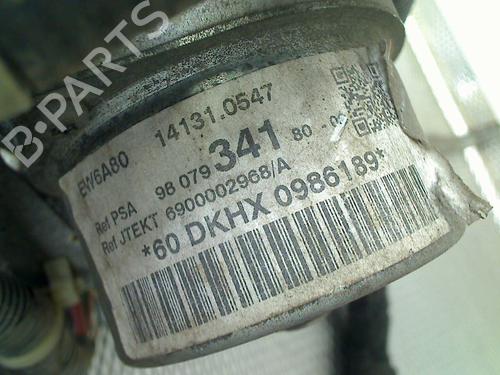 B-PARTS
EW6A80 14131.0547
Ref PSA 98 079 341 80
Ref JTEKT 6900002968/A
*60 DKHX 0986189*